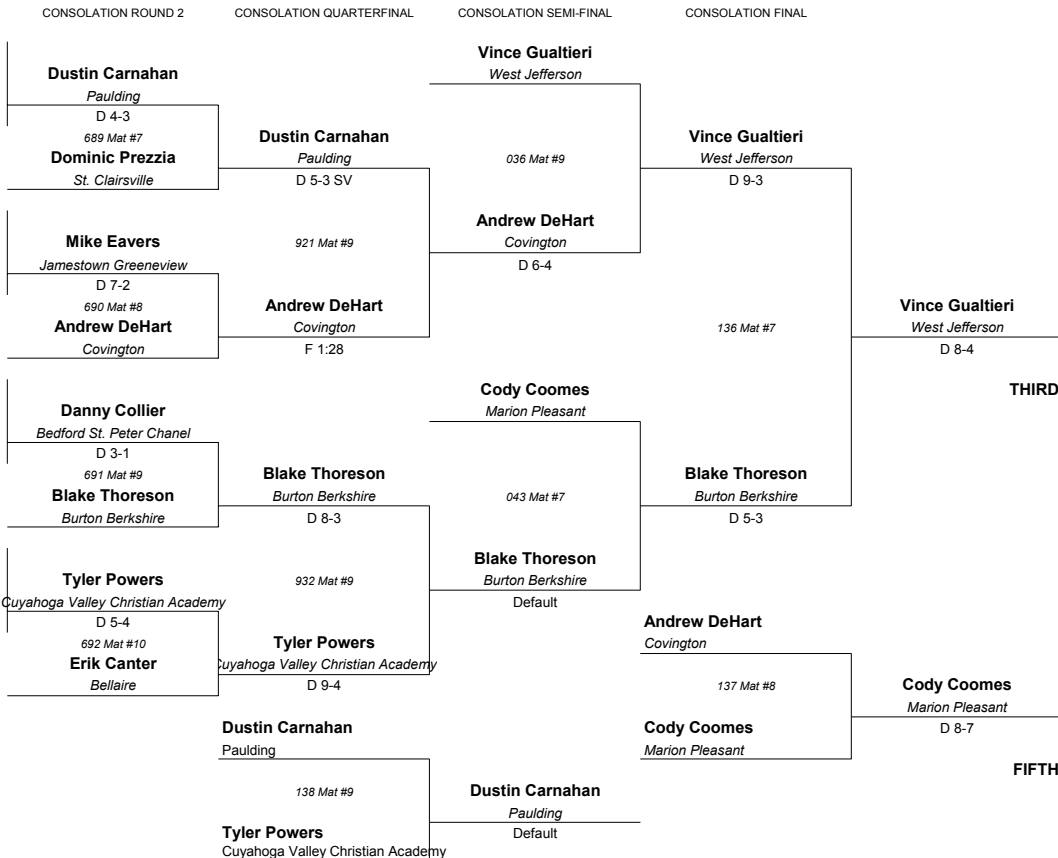 CONSOLATION ROUND 2
CONSOLATION QUARTERFINAL
CONSOLATION SEMI-FINAL
CONSOLATION FINAL
Dustin Carnahan
Paulding
D 4-3
689 Mat #7
Dominic Prezzia
St. Clairsville
Mike Eavers
Jamestown Greeneview
D 7-2
690 Mat #8
Andrew DeHart
Covington
Danny Collier
Bedford St. Peter Chanel
D 3-1
691 Mat #9
Blake Thoreson
Burton Berkshire
Tyler Powers
Cuyahoga Valley Christian Academy
D 5-4
692 Mat #10
Erik Canter
Bellaire
Dustin Carnahan
Paulding
D 5-3 SV
921 Mat #9
Andrew DeHart
Covington
F 1:28
Blake Thoreson
Burton Berkshire
D 8-3
932 Mat #9
Tyler Powers
Cuyahoga Valley Christian Academy
D 9-4
Dustin Carnahan
Paulding
138 Mat #9
Tyler Powers
Cuyahoga Valley Christian Academy
Vince Gualtieri
West Jefferson
036 Mat #9
Andrew DeHart
Covington
D 6-4
Cody Coomes
Marion Pleasant
043 Mat #7
Blake Thoreson
Burton Berkshire
Default
Dustin Carnahan
Paulding
Default
Vince Gualtieri
West Jefferson
D 9-3
136 Mat #7
Blake Thoreson
Burton Berkshire
D 5-3
Andrew DeHart
Covington
137 Mat #8
Cody Coomes
Marion Pleasant
Vince Gualtieri
West Jefferson
D 8-4
THIRD
Cody Coomes
Marion Pleasant
D 8-7
FIFTH